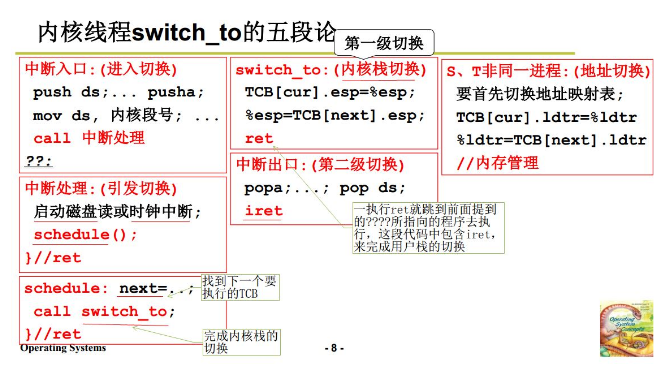 内核线程switch_to的五段论
第一级切换
中断入口:(进入切换)
push ds;... pusha;
mov ds, 内核段号; ...
call 中断处理
??:
中断处理:(引发切换)
启动磁盘读或时钟中断;
schedule();
}//ret
schedule: next=..;
call switch_to;
}//ret
找到下一个要
执行的TCB
完成内核栈的
切换
switch_to:(内核栈切换)
TCB[cur].esp=%esp;
%esp=TCB[next].esp;
ret
中断出口:(第二级切换)
popa;...; pop ds;
iret
一执行ret就跳到前面提到
的????所指向的程序去执
行，这段代码中包含iret，
来完成用户栈的切换
S、T非同一进程:(地址切换)
要首先切换地址映射表;
TCB[cur].ldtr=%ldtr
%ldtr=TCB[next].ldtr
//内存管理
Operating Systems
- 8 -
Operating
System
Concepts